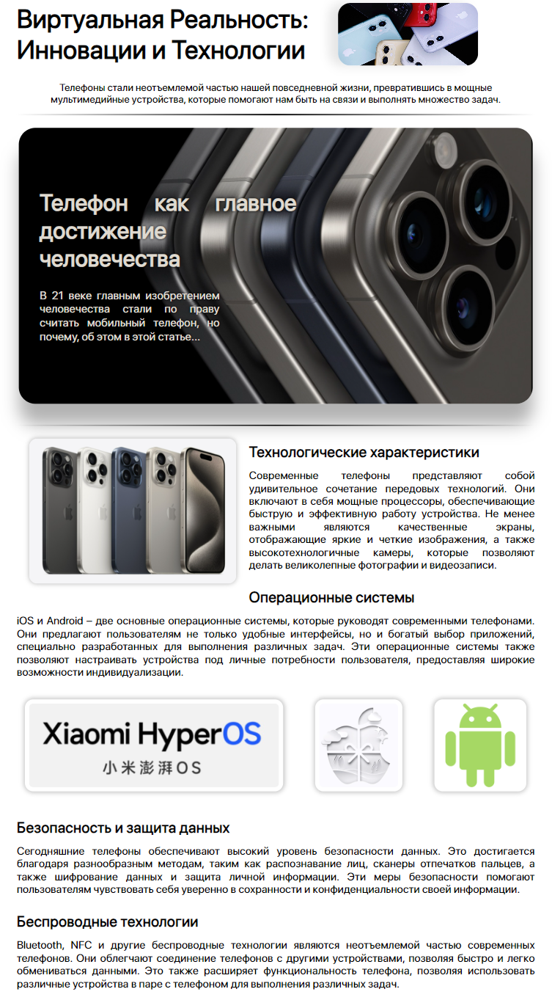 Виртуальная Реальность:
Инновации и Технологии
Телефоны стали неотъемлемой частью нашей повседневной жизни, превратившись в мощные
мультимедийные устройства, которые помогают нам быть на связи и выполнять множество задач.
Телефон как главное
достижение
человечества
В 21 веке главным изобретением
человечества стали по праву
считать мобильный телефон, но
почему, об этом в этой статье...
Технологические характеристики
Современные телефоны представляют собой
удивительное сочетание передовых технологий. Они
включают в себя мощные процессоры, обеспечивающие
быструю и эффективную работу устройства. Не менее
важными являются качественные экраны,
отображающие яркие и четкие изображения, а также
высокотехнологичные камеры, которые позволяют
делать великолепные фотографии и видеозаписи.
Операционные системы
iOS и Android – две основные операционные системы, которые руководят современными телефонами.
Они предлагают пользователям не только удобные интерфейсы, но и богатый выбор приложений,
специально разработанных для выполнения различных задач. Эти операционные системы также
позволяют настраивать устройства под личные потребности пользователя, предоставляя широкие
возможности индивидуализации.
Xiaomi HyperOS
小米澎湃OS
Безопасность и защита данных
Сегодняшние телефоны обеспечивают высокий уровень безопасности данных. Это достигается
благодаря разнообразным методам, таким как распознавание лиц, сканеры отпечатков пальцев, а
также шифрование данных и защита личной информации. Эти меры безопасности помогают
пользователям чувствовать себя уверенно в сохранности и конфиденциальности своей информации.
Беспроводные технологии
Bluetooth, NFC и другие беспроводные технологии являются неотъемлемой частью современных
телефонов. Они облегчают соединение телефонов с другими устройствами, позволяя быстро и легко
обмениваться данными. Это также расширяет функциональность телефона, позволяя использовать
различные устройства в паре с телефоном для выполнения различных задач.